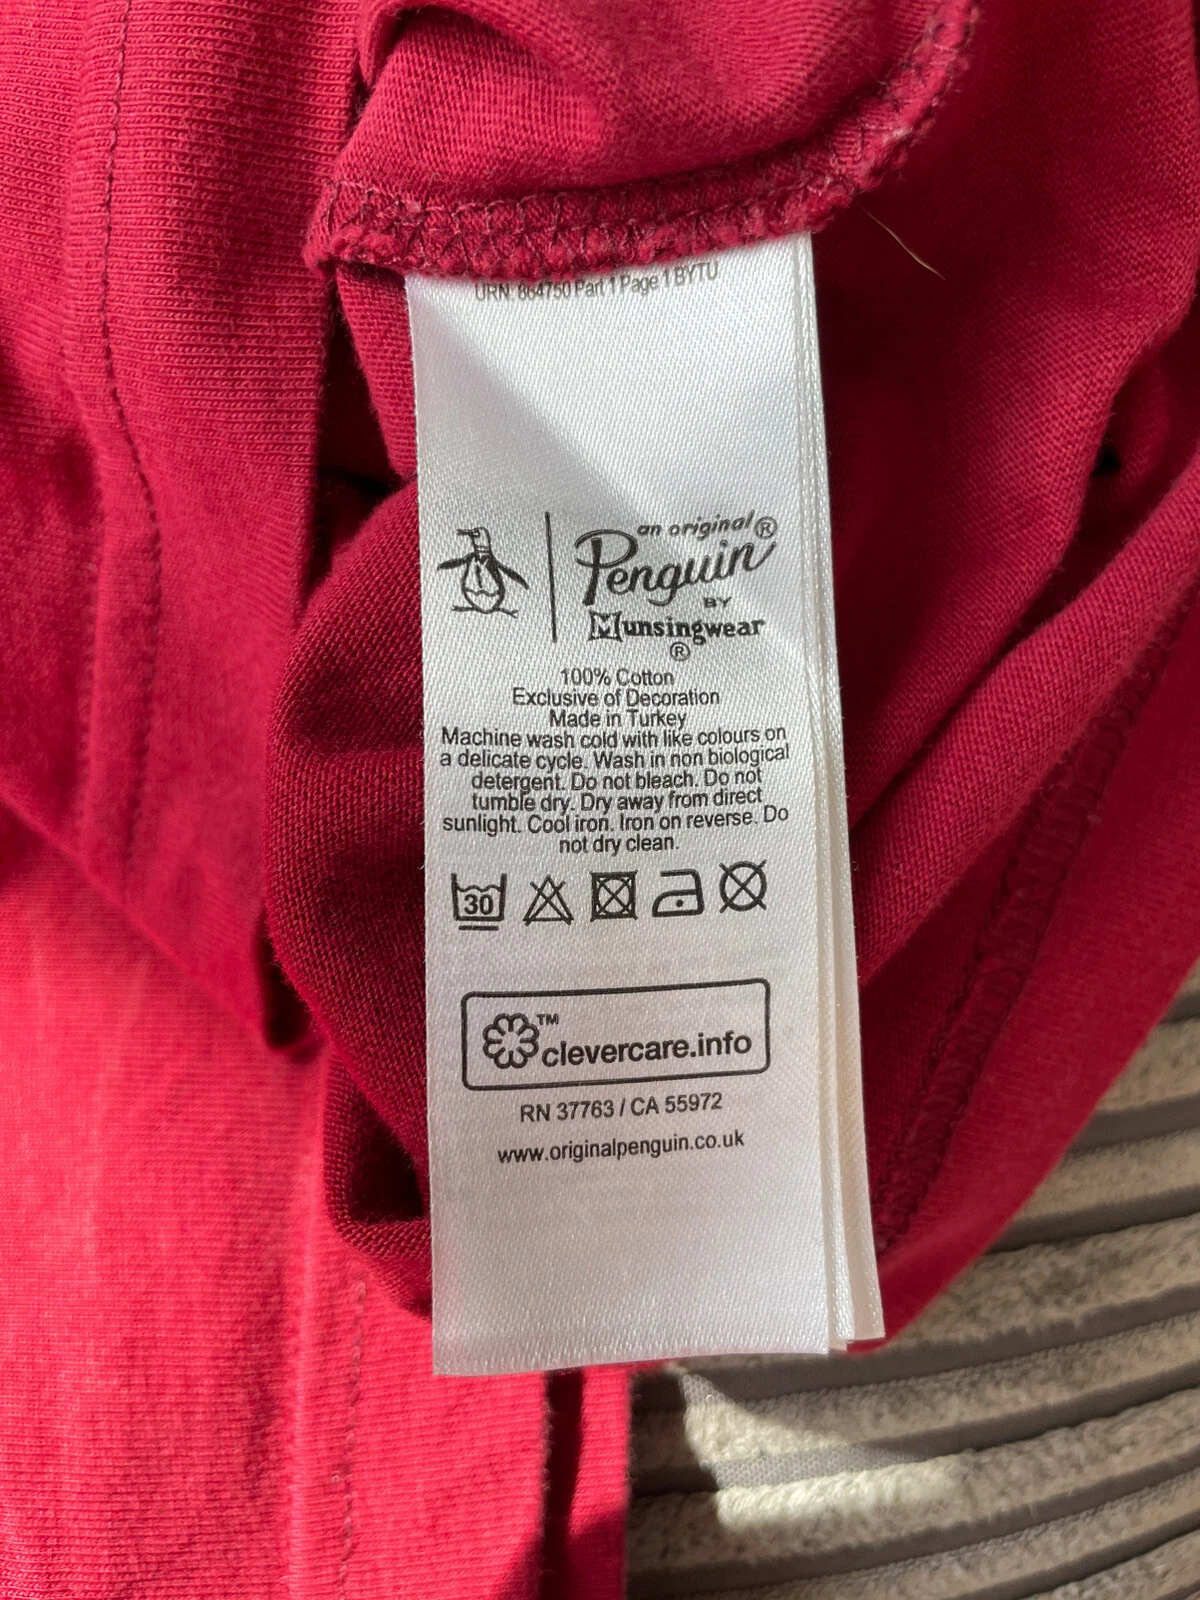 URN 864750 Part 1 Page 1 BYTU
an original®
Penguin
BY
Munsingwear
®
100% Cotton
Exclusive of Decoration
Made in Turkey
Machine wash cold with like colours on
a delicate cycle. Wash in non biological
detergent. Do not bleach. Do not
tumble dry. Dry away from direct
sunlight. Cool iron. Iron on reverse. Do
not dry clean.
30
™
clevercare.info
RN 37763 / CA 55972
www.originalpenguin.co.uk